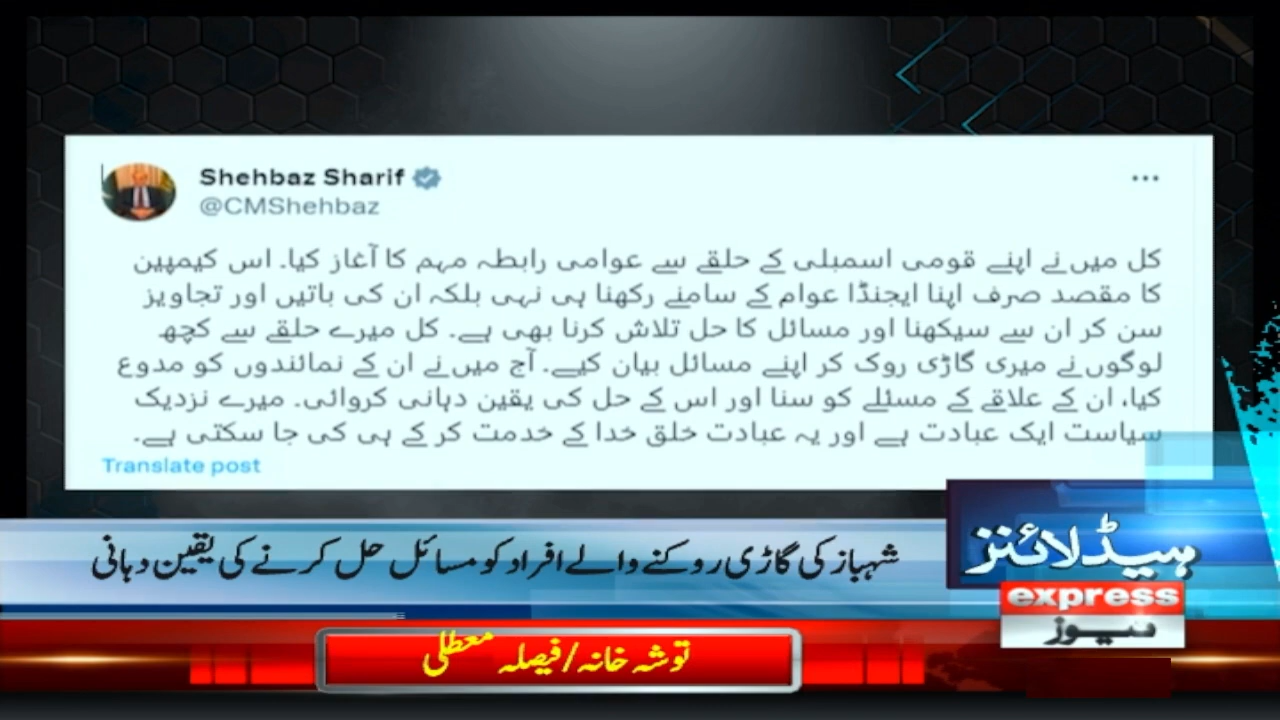 Shehbaz Sharif
@CMShehbaz
کل میں نے اپنے قومی اسمبلی کے حلقے سے عوامی رابطہ مہم کا آغاز کیا۔ اس کیمپین
کا مقصد صرف اپنا ایجنڈا عوام کے سامنے رکھنا ہی نہی بلکہ ان کی باتیں اور تجاویز
سن کر ان سے سیکھنا اور مسائل کا حل تلاش کرنا بھی ہے۔ کل میرے حلقے سے کچھ
لوگوں نے میری گاڑی روک کر اپنے مسائل بیان کیے۔ آج میں نے ان کے نمائندوں کو مدوع
کیا، ان کے علاقے کے مسئلے کو سنا اور اس کے حل کی یقین دہانی کروائی۔ میرے نزدیک
سیاست ایک عبادت ہے اور یہ عبادت خلق خدا کے خدمت کر کے ہی کی جا سکتی ہے۔
Translate post
شہباز کی گاڑی روکنے والے افراد کو مسائل حل کرنے کی یقین دہانی
ہیڈلائنز
express
نیوز
توشہ خانہ/فیصلہ معطلی